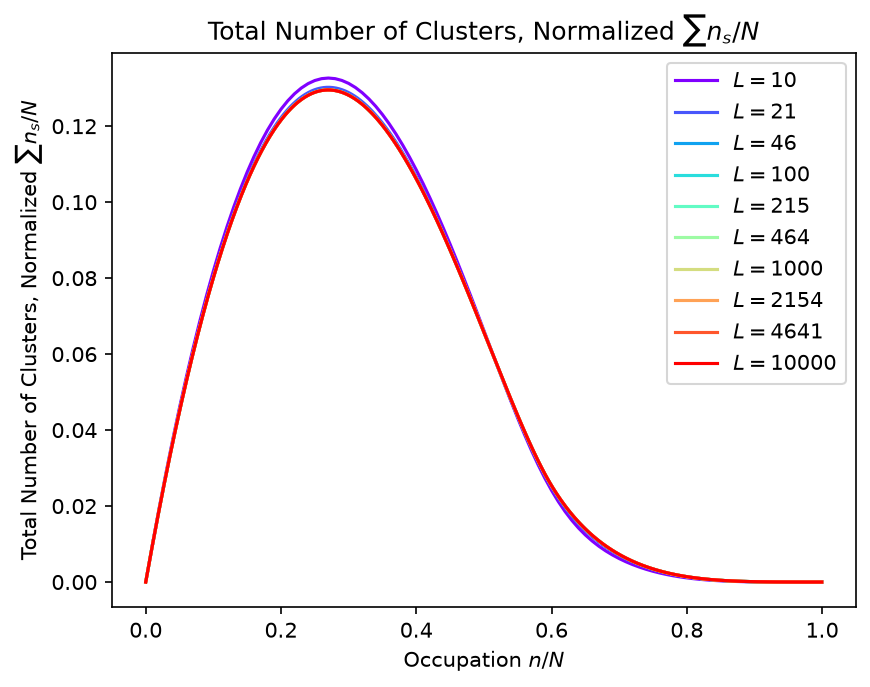 Total Number of Clusters, Normalized ∑nₛ/N
Total Number of Clusters, Normalized ∑nₛ/N
0.12
0.10
0.08
0.06
0.04
0.02
0.00
L = 10
L = 21
L = 46
L = 100
L = 215
L = 464
L = 1000
L = 2154
L = 4641
L = 10000
0.0 0.2 0.4 0.6 0.8 1.0
Occupation n/N